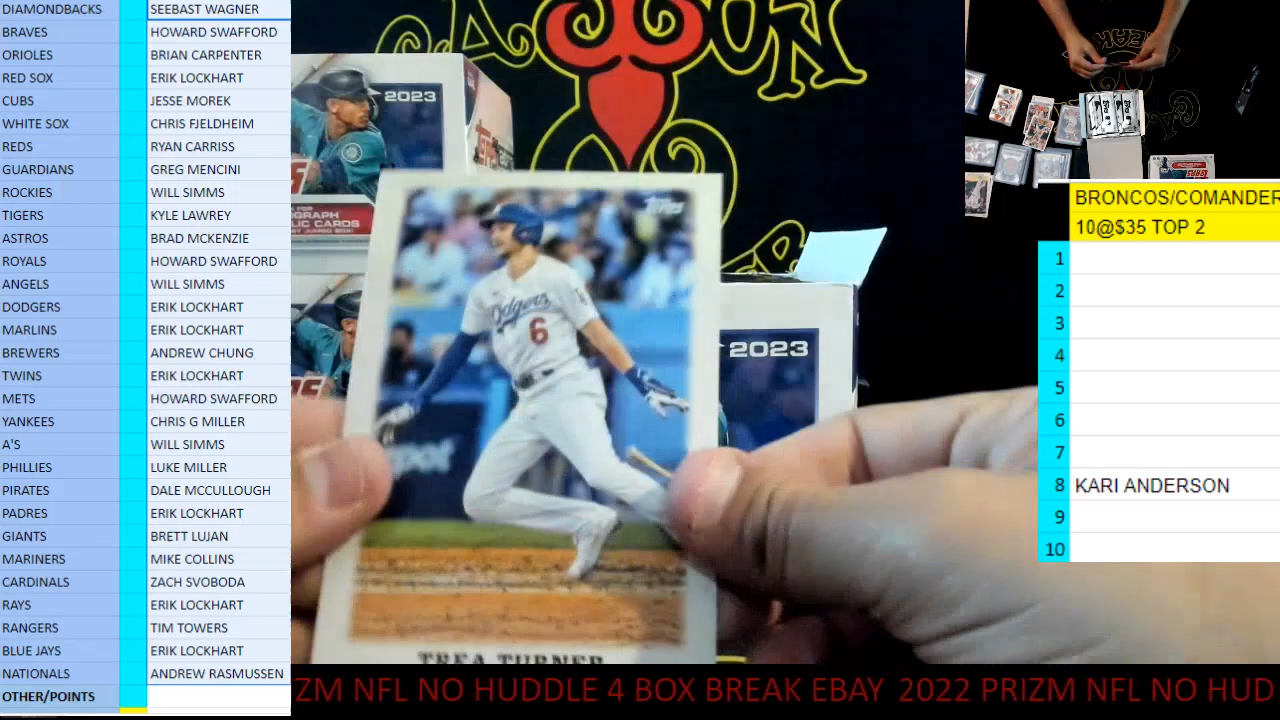 DIAMONDBACKS SEEBAST WAGNER
BRAVES HOWARD SWAFFORD
ORIOLES BRIAN CARPENTER
RED SOX ERIK LOCKHART
CUBS JESSE MOREK
WHITE SOX CHRIS FJELDHEIM
REDS RYAN CARRISS
GUARDIANS GREG MENCINI
ROCKIES WILL SIMMS
TIGERS KYLE LAWREY
ASTROS BRAD MCKENZIE
ROYALS HOWARD SWAFFORD
ANGELS WILL SIMMS
DODGERS ERIK LOCKHART
MARLINS ERIK LOCKHART
BREWERS ANDREW CHUNG
TWINS ERIK LOCKHART
METS HOWARD SWAFFORD
YANKEES CHRIS G MILLER
A'S WILL SIMMS
PHILLIES LUKE MILLER
PIRATES DALE MCCULLOUGH
PADRES ERIK LOCKHART
GIANTS BRETT LUJAN
MARINERS MIKE COLLINS
CARDINALS ZACH SVOBODA
RAYS ERIK LOCKHART
RANGERS TIM TOWERS
BLUE JAYS ERIK LOCKHART
NATIONALS ANDREW RASMUSSEN
OTHER/POINTS
2023
Topps
Dodgers
6
TREA TURNER
2023
BRONCOS/COMANDER
10@$35 TOP 2
1
2
3
4
5
6
7
8 KARI ANDERSON
9
10
ZM NFL NO HUDDLE 4 BOX BREAK EBAY 2022 PRIZM NFL NO HUD